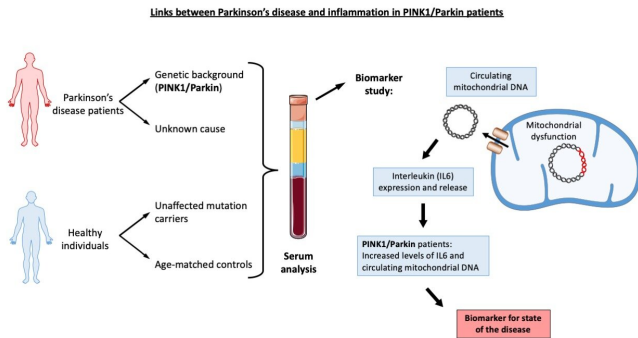 Links between Parkinson's disease and inflammation in PINK1/Parkin patients
Parkinson's
disease patients
Genetic background
(PINK1/Parkin)
Unknown cause
Healthy
individuals
Unaffected mutation
carriers
Age-matched controls
Serum
analysis
Biomarker
study:
Circulating
mitochondrial DNA
Mitochondrial
dysfunction
Interleukin (IL6)
expression and release
PINK1/Parkin patients:
Increased levels of IL6 and
circulating mitochondrial DNA
Biomarker for state
of the disease